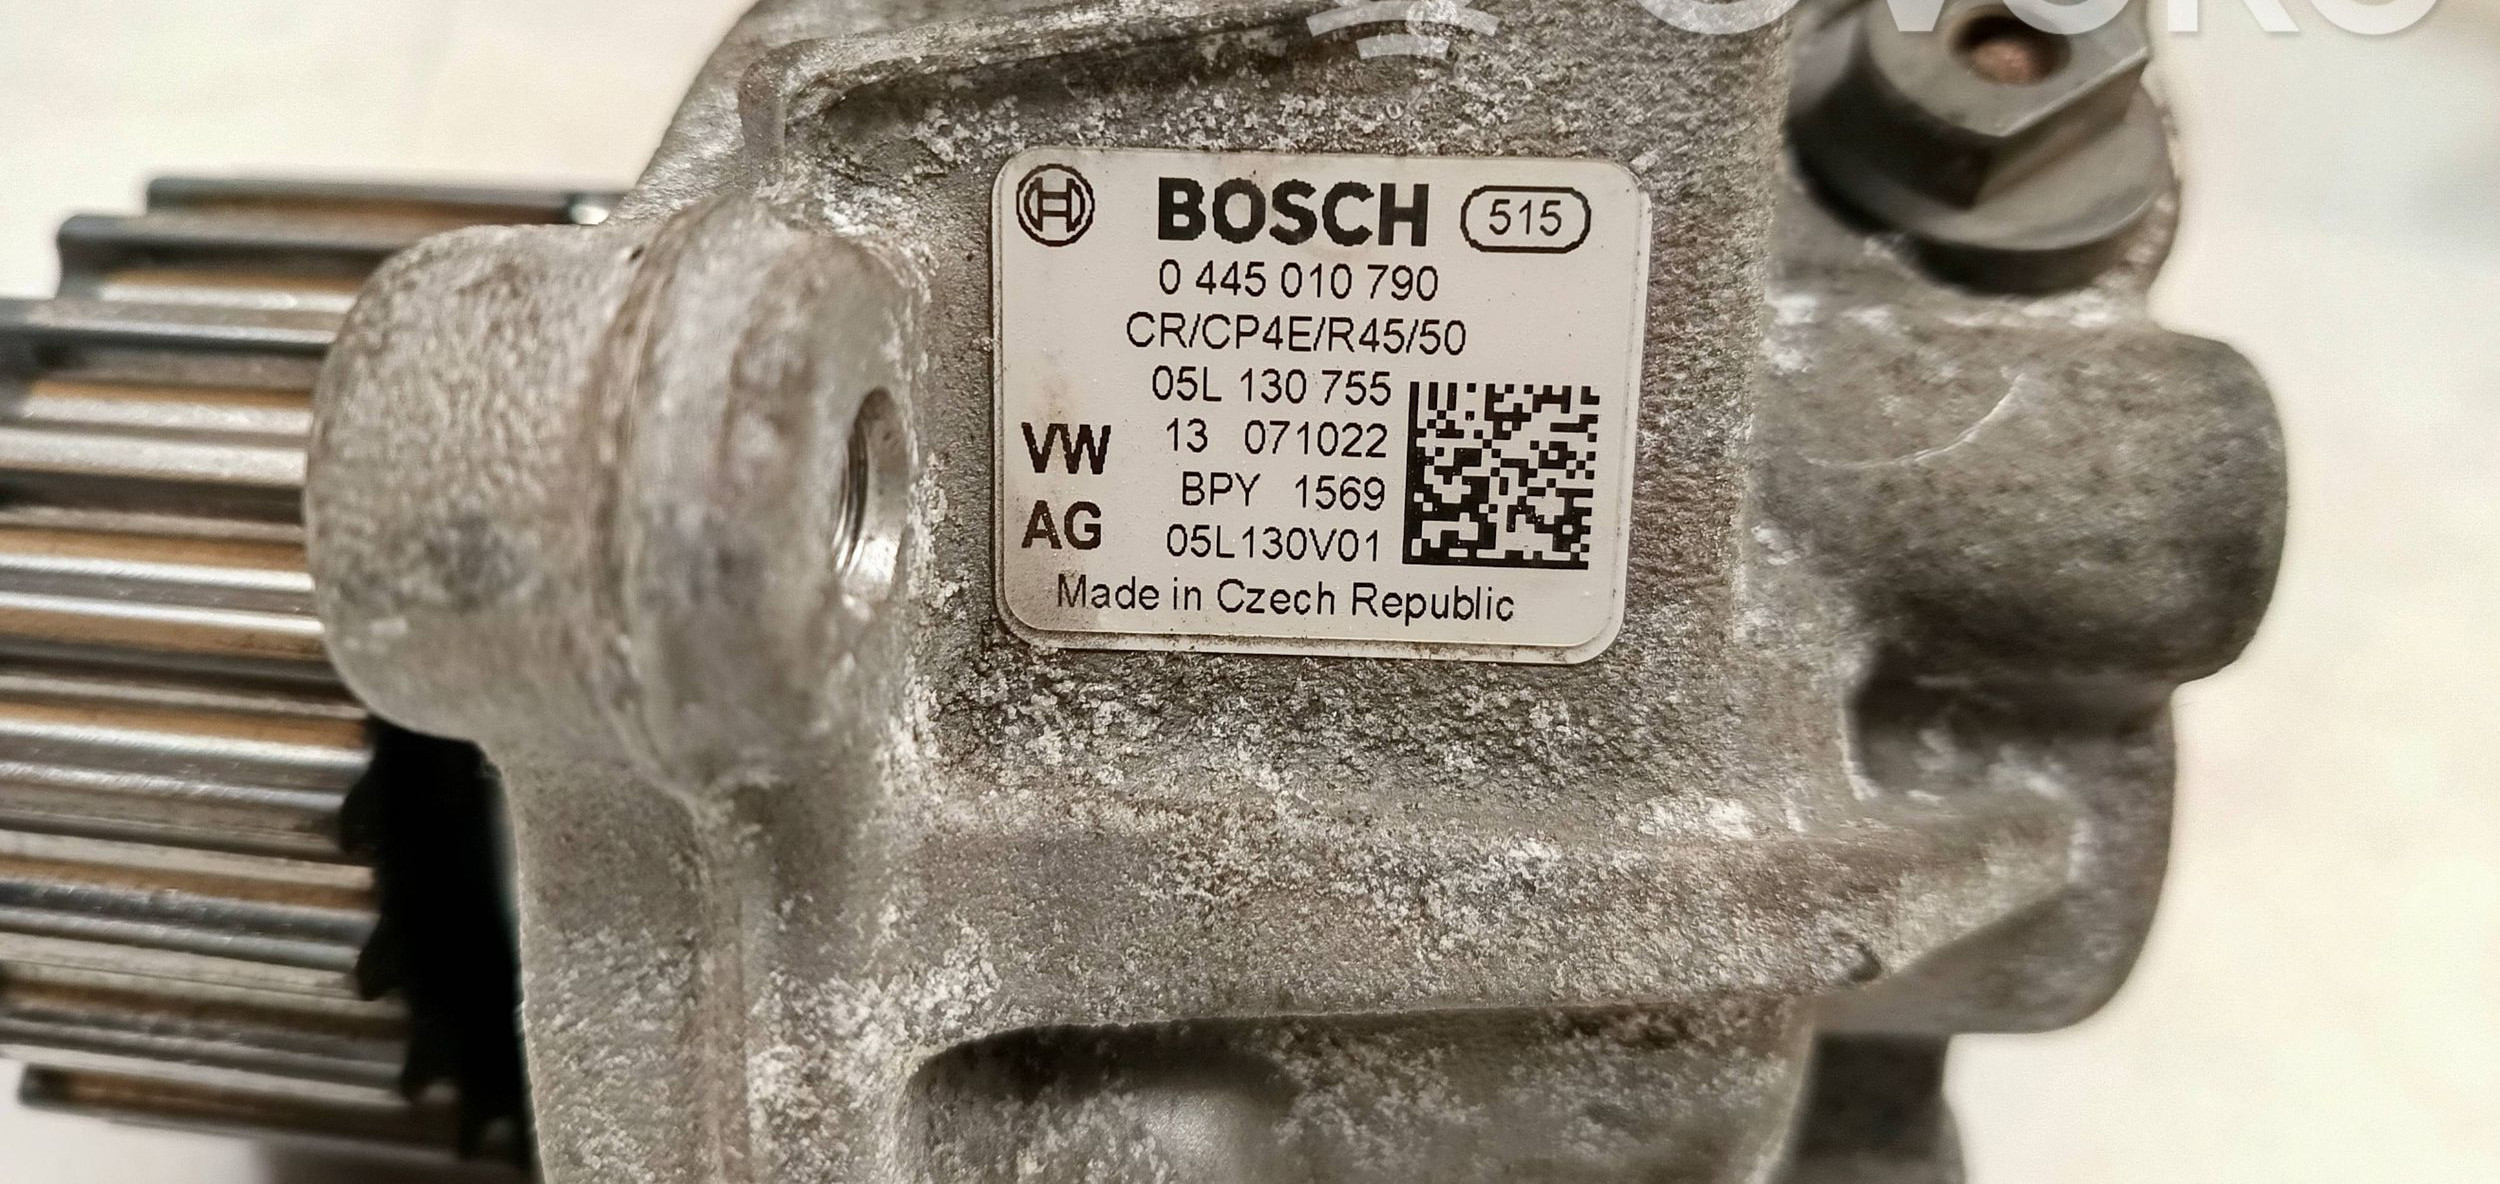 BOSCH 515
0 445 010 790
CR/CP4E/R45/50
05L 130 755
VW 13 071022
BPY 1569
AG 05L130V01
Made in Czech Republic